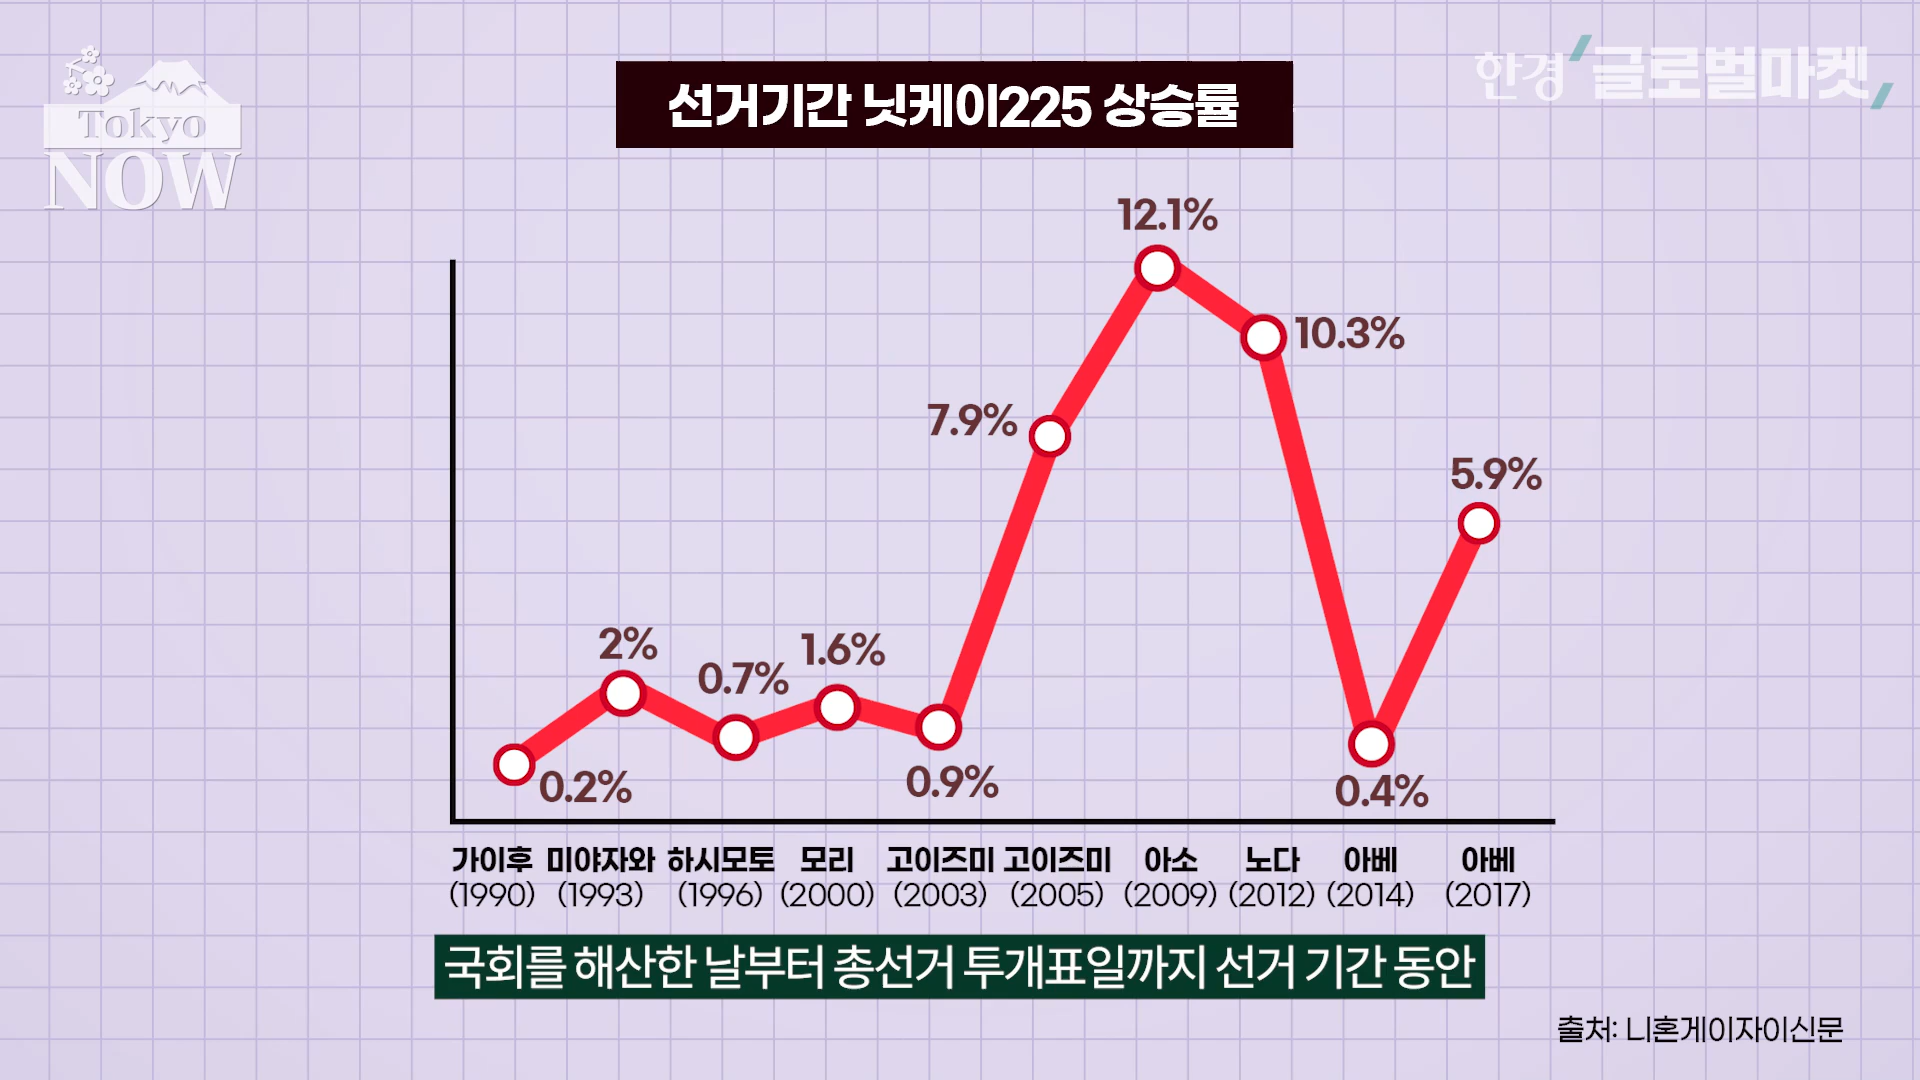 Tokyo
NOW
선거기간 닛케이225 상승률
한경 글로벌마켓
12.1%
10.3%
7.9%
5.9%
2%
1.6%
0.7%
0.2%
0.9%
0.4%
가이후 미야자와 하시모토 모리 고이즈미 고이즈미 아소 노다 아베 아베
(1990) (1993) (1996) (2000) (2003) (2005) (2009) (2012) (2014) (2017)
국회를 해산한 날부터 총선거 투개표일까지 선거 기간 동안
출처: 니혼게이자이신문